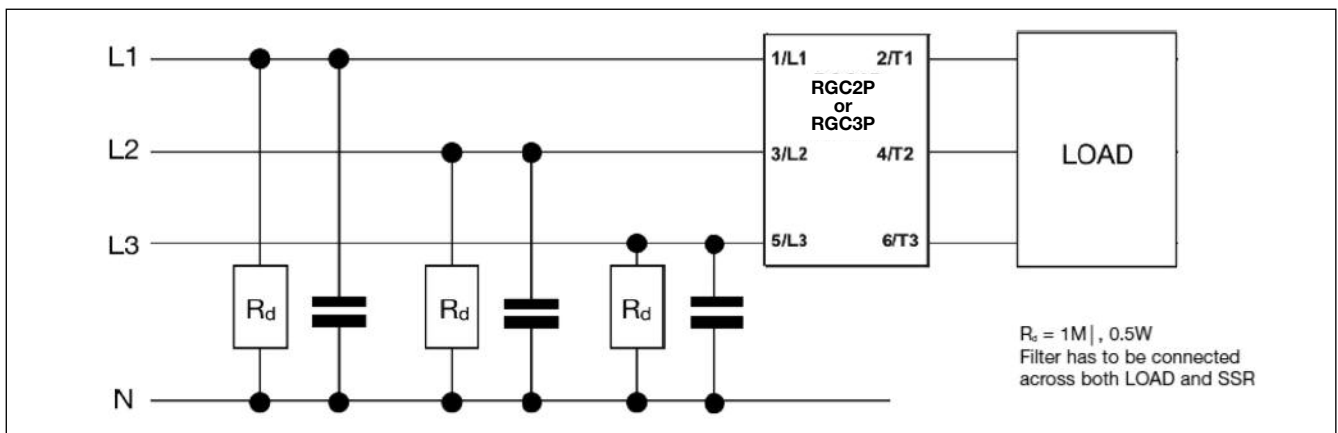 L1
1/L1 2/T1
RGC2P
or
RGC3P
L2
3/L2 4/T2
LOAD
L3
5/L3 6/T3
Rd Rd Rd
Rd = 1M|, 0.5W
Filter has to be connected
across both LOAD and SSR
N